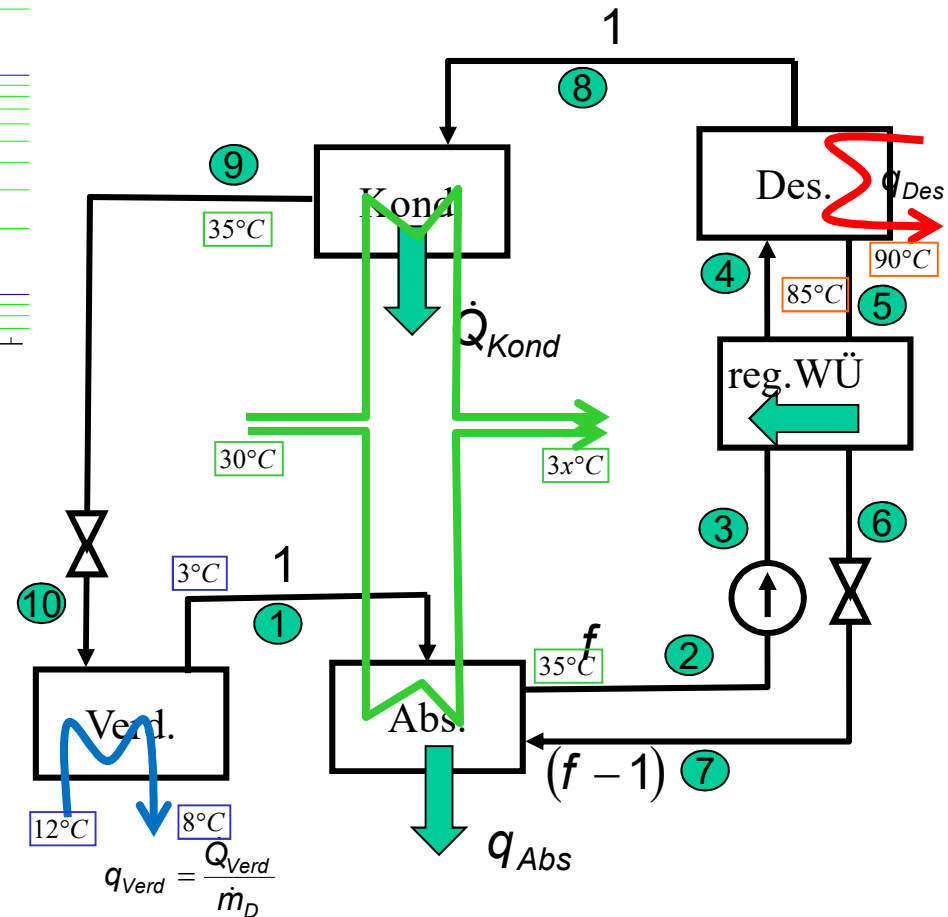 1
8
9
Kond
Des.
q_Des
35°C
4
90°C
85°C
5
Q̇_Kond
reg.WÜ
30°C
3x°C
3
6
3°C
1
10
1
f
35°C
2
Verd.
Abs.
(f − 1)
7
12°C
8°C
q_Abs
q_Verd = Q̇_Verd / ṁ_D